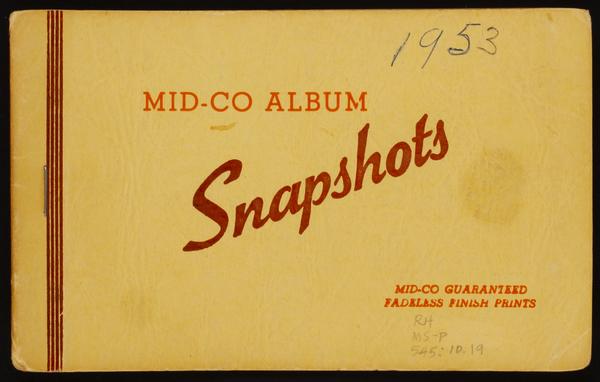 1953
MID-CO ALBUM
Snapshots
MID-CO GUARANTEED
FADELESS FINISH PRINTS
RH
MS-P
545:10.19